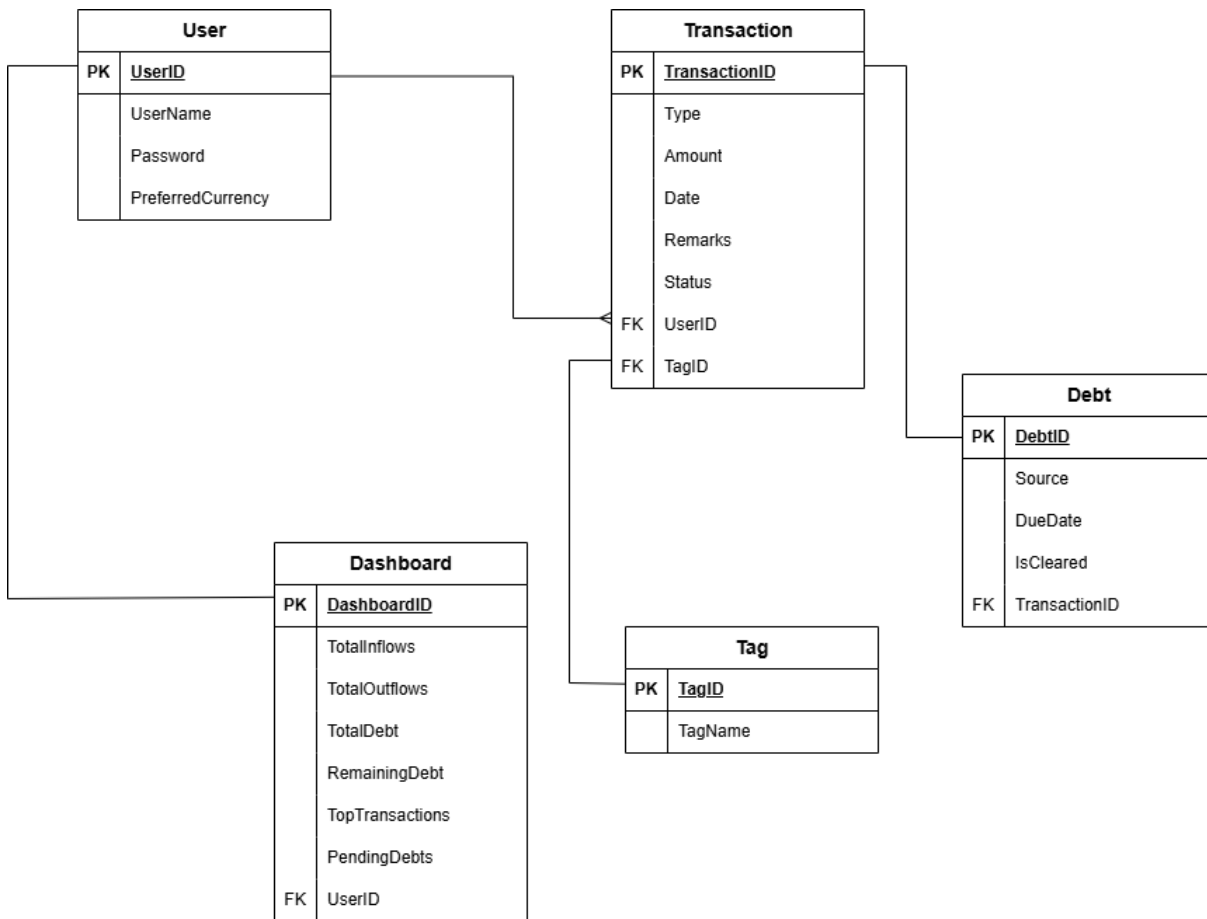 User
PK UserID
UserName
Password
PreferredCurrency
Transaction
PK TransactionID
Type
Amount
Date
Remarks
Status
FK UserID
FK TagID
Debt
PK DebtID
Source
DueDate
IsCleared
FK TransactionID
Dashboard
PK DashboardID
TotalInflows
TotalOutflows
TotalDebt
RemainingDebt
TopTransactions
PendingDebts
FK UserID
Tag
PK TagID
TagName